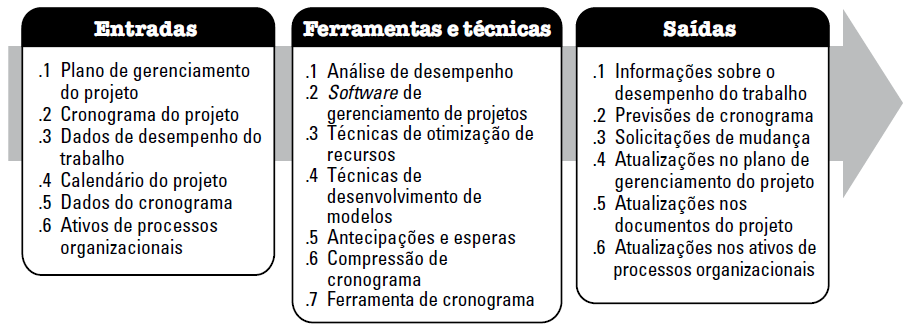 Entradas
.1 Plano de gerenciamento
do projeto
.2 Cronograma do projeto
.3 Dados de desempenho do
trabalho
.4 Calendário do projeto
.5 Dados do cronograma
.6 Ativos de processos
organizacionais
Ferramentas e técnicas
.1 Análise de desempenho
.2 Software de
gerenciamento de projetos
.3 Técnicas de otimização de
recursos
.4 Técnicas de
desenvolvimento de
modelos
.5 Antecipações e esperas
.6 Compressão de
cronograma
.7 Ferramenta de cronograma
Saídas
.1 Informações sobre o
desempenho do trabalho
.2 Previsões de cronograma
.3 Solicitações de mudança
.4 Atualizações no plano de
gerenciamento do projeto
.5 Atualizações nos
documentos do projeto
.6 Atualizações nos ativos de
processos organizacionais